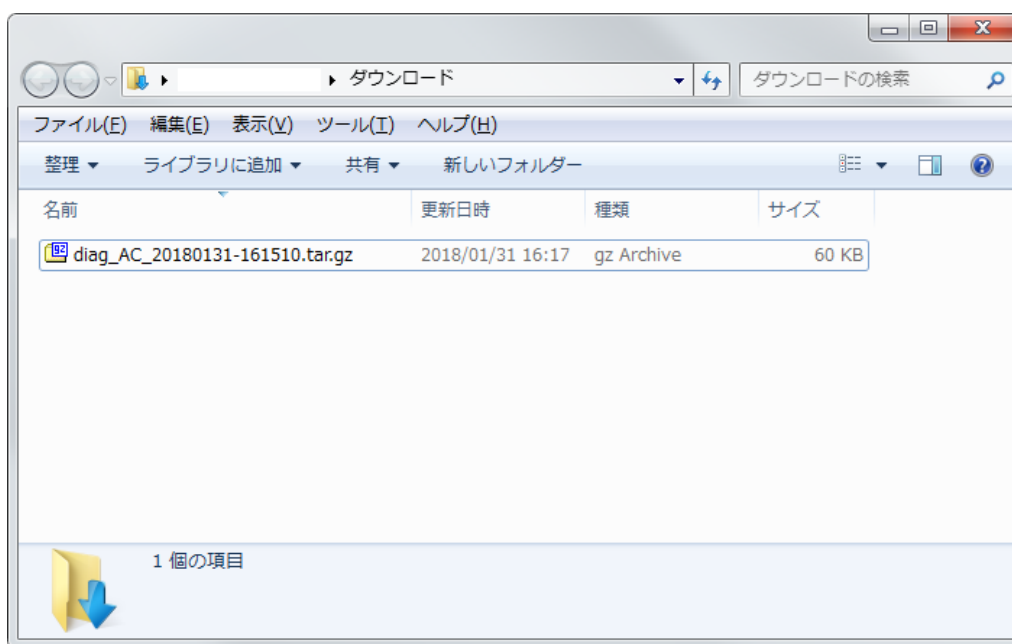 ダウンロード ダウンロードの検索
ファイル(F) 編集(E) 表示(V) ツール(T) ヘルプ(H)
整理 ライブラリに追加 共有 新しいフォルダー
名前 更新日時 種類 サイズ
diag_AC_20180131-161510.tar.gz 2018/01/31 16:17 gz Archive 60 KB
1 個の項目